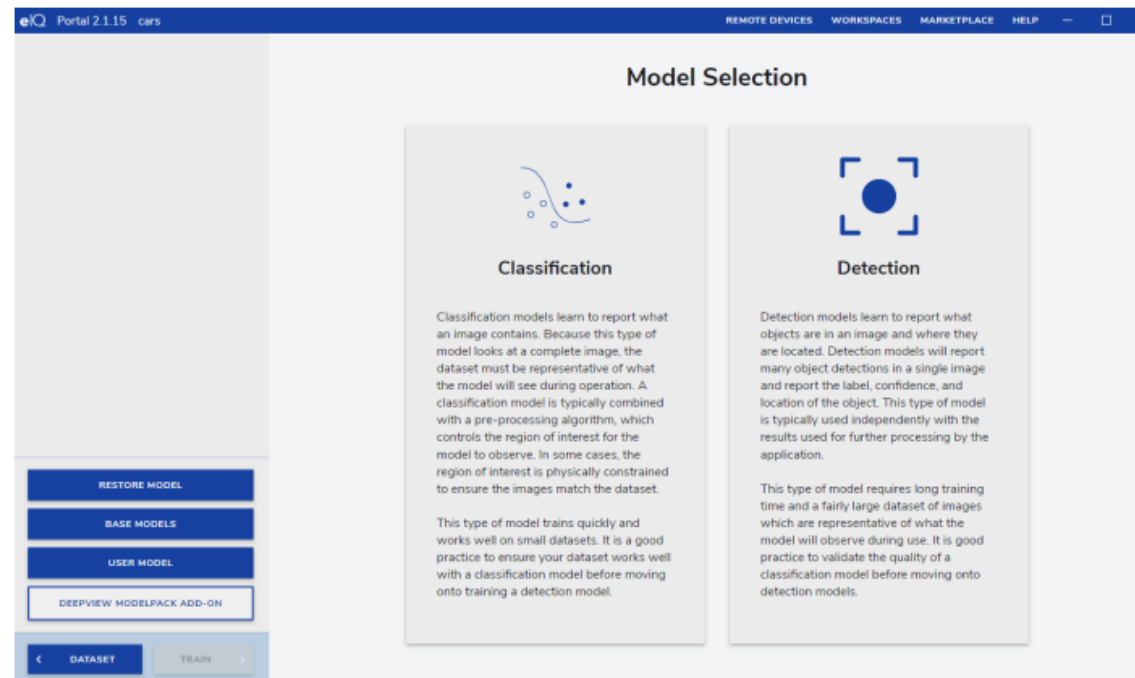 eIQ Portal 2.1.15 cars REMOTE DEVICES WORKSPACES MARKETPLACE HELP
Model Selection
Classification
Classification models learn to report what
an image contains. Because this type of
model looks at a complete image, the
dataset must be representative of what
the model will see during operation. A
classification model is typically combined
with a pre-processing algorithm, which
controls the region of interest for the
model to observe. In some cases, the
region of interest is physically constrained
to ensure the images match the dataset.
This type of model trains quickly and
works well on small datasets. It is a good
practice to ensure your dataset works well
with a classification model before moving
onto training a detection model.
Detection
Detection models learn to report what
objects are in an image and where they
are located. Detection models will report
many object detections in a single image
and report the label, confidence, and
location of the object. This type of model
is typically used independently with the
results used for further processing by the
application.
This type of model requires long training
time and a fairly large dataset of images
which are representative of what the
model will observe during use. It is good
practice to validate the quality of a
classification model before moving onto
detection models.
RESTORE MODEL
BASE MODELS
USER MODEL
DEEPVIEW MODELPACK ADD-ON
DATASET TRAIN